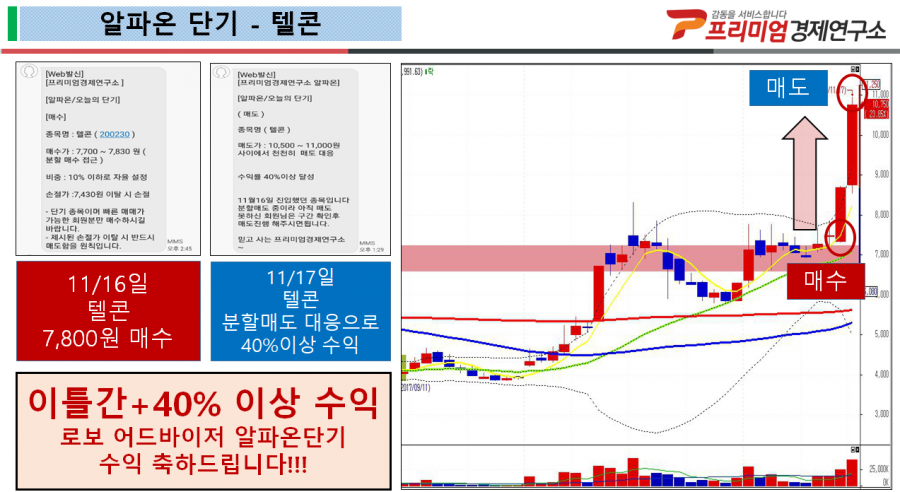 알파온 단기 - 텔콘
감동을 서비스합니다
프리미엄경제연구소
[Web발신]
[프리미엄경제연구소]
[알파온/오늘의 단기]
[매수]
종목명 : 텔콘 ( 200230 )
매수가 : 7,700 ~ 7,830 원 (
분할 매수 접근 )
비중 : 10% 이하로 자율 설정
손절가 :7,430원 이탈 시 손절
- 단기 종목이며 빠른 매매가
가능한 회원분만 매수하시길
바랍니다.
- 제시된 손절가 이탈 시 반드시
매도함을 원칙입니다.
MMS
오후 2:45
[Web발신]
[프리미엄경제연구소 알파온]
[알파온/오늘의 단기]
( 매도 )
종목명 ( 텔콘 )
매도가 : 10,500 ~ 11,000원
사이에서 천천히 매도 대응
수익률 40%이상 달성
11월16일 진입했던 종목입니다
분할매도 중이라 아직 매도
못하신 회원님은 구간 확인후
매도진행 해주시면됩니다.
믿고 사는 프리미엄경제연구소
~
MMS
오후 1:29
11/16일
텔콘
7,800원 매수
11/17일
텔콘
분할매도 대응으로
40%이상 수익
이틀간+40% 이상 수익
로보 어드바이저 알파온단기
수익 축하드립니다!!!
,991.63)
매도
매수
11,000
10,750
23.85%
10,000
9,000
8,000
7,000
5,000
4,000
3,000
2017/09/11)
25,000K
0K